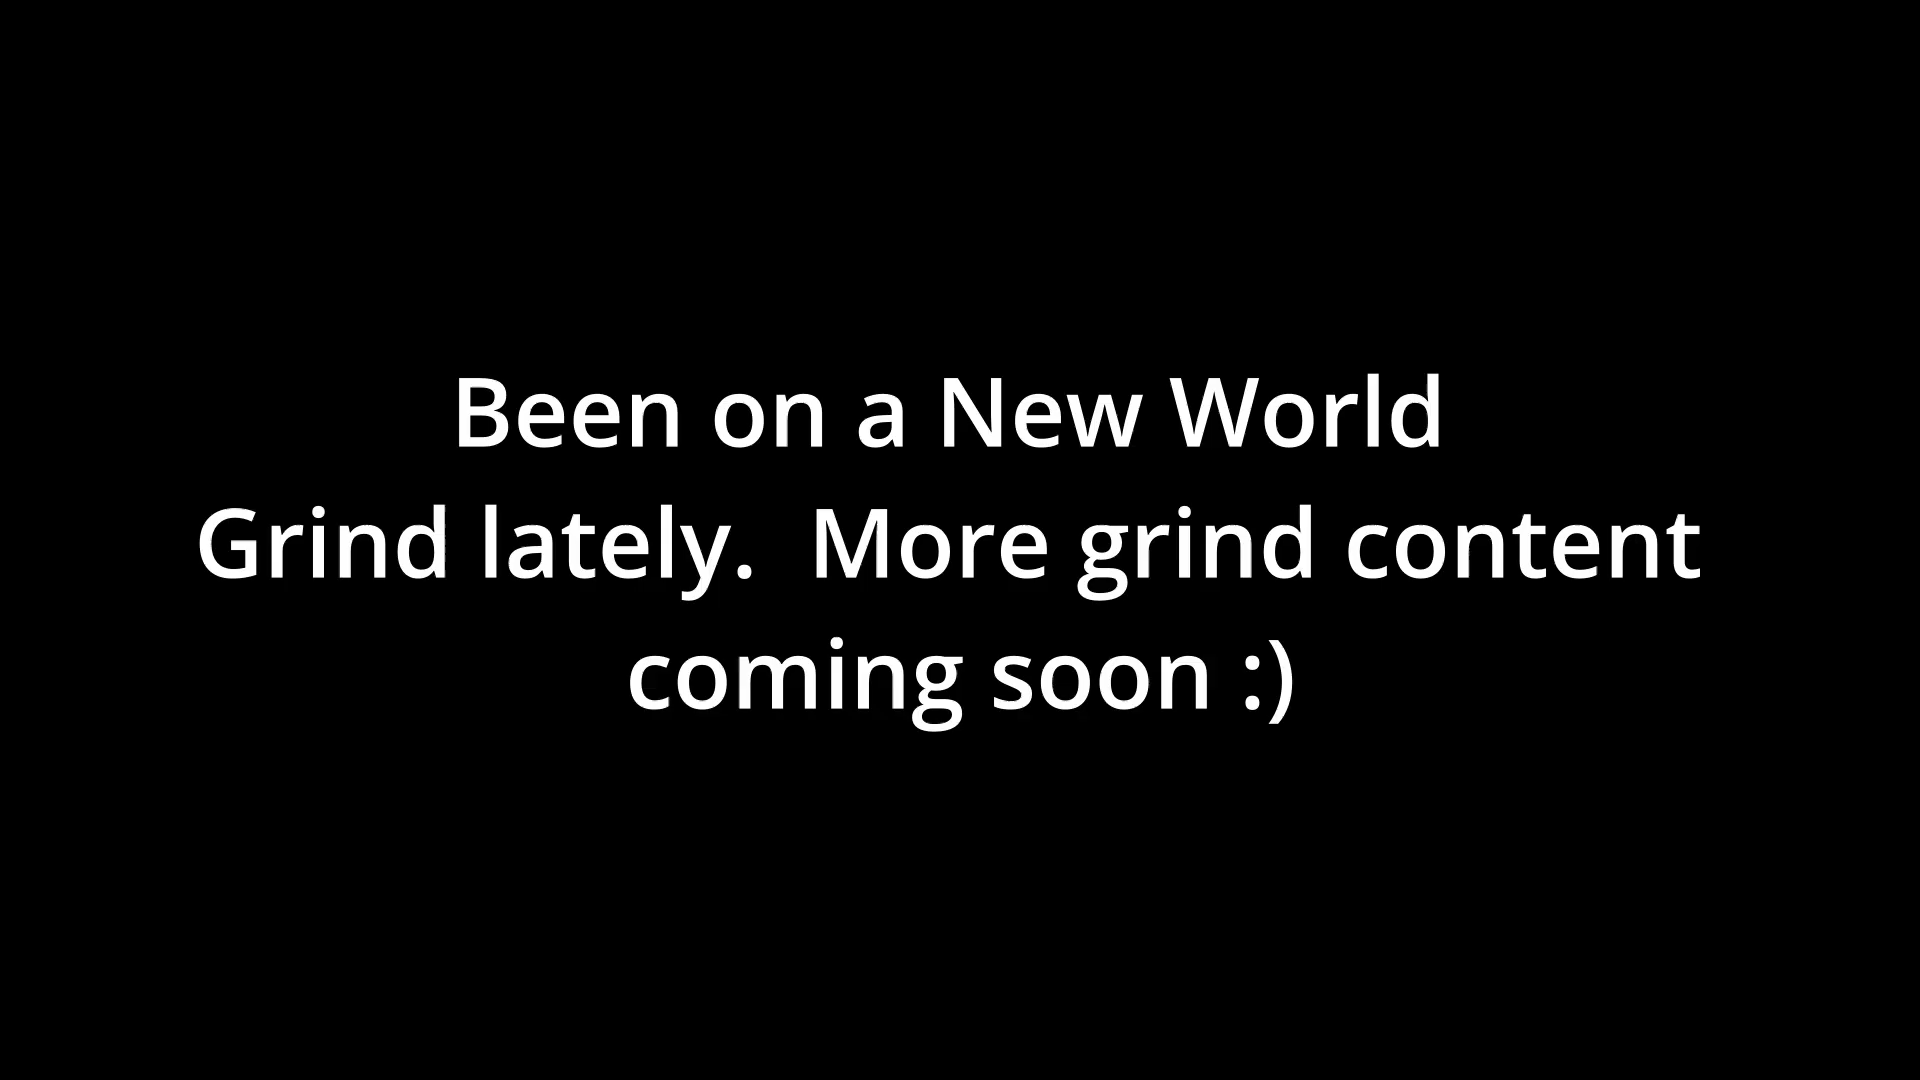 Been on a New World
Grind lately.  More grind content
coming soon :)